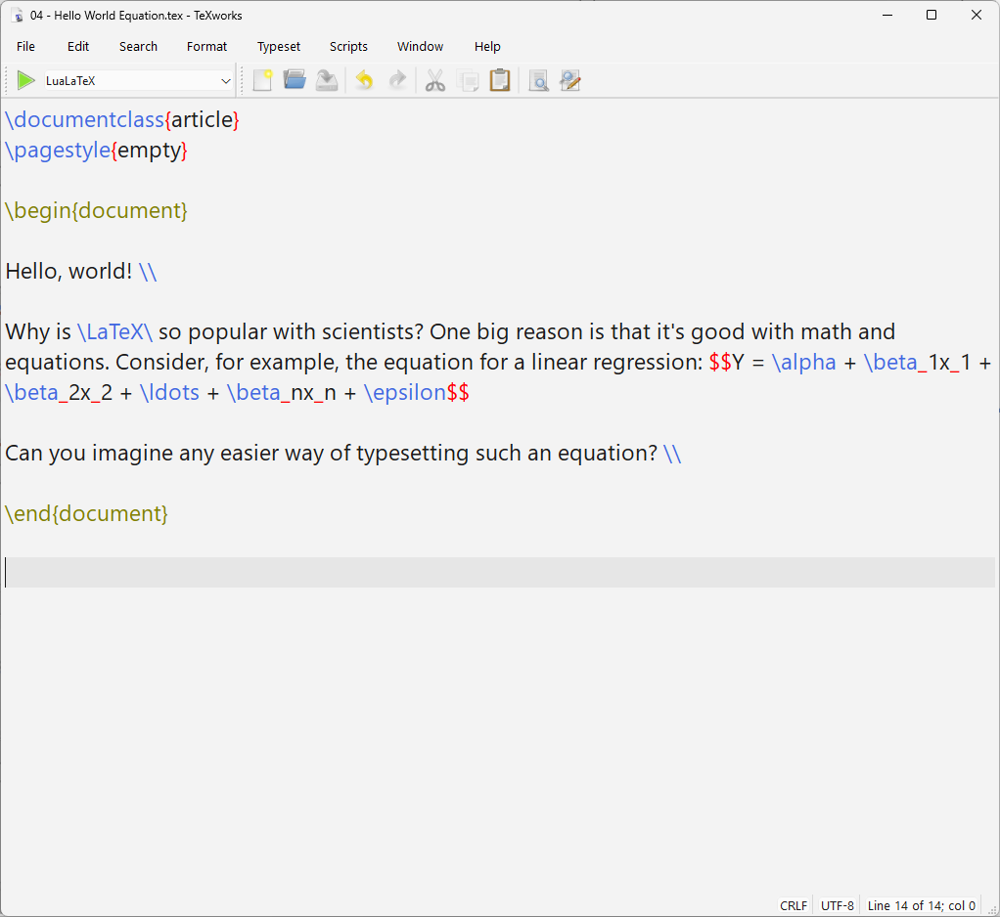 04 - Hello World Equation.tex - TeXworks
File Edit Search Format Typeset Scripts Window Help
LuaLaTeX
\documentclass{article}
\pagestyle{empty}
\begin{document}
Hello, world! \\
Why is \LaTeX\ so popular with scientists? One big reason is that it's good with math and
equations. Consider, for example, the equation for a linear regression: $$Y = \alpha + \beta_1x_1 +
\beta_2x_2 + \ldots + \beta_nx_n + \epsilon$$
Can you imagine any easier way of typesetting such an equation? \\
\end{document}
CRLF UTF-8 Line 14 of 14; col 0